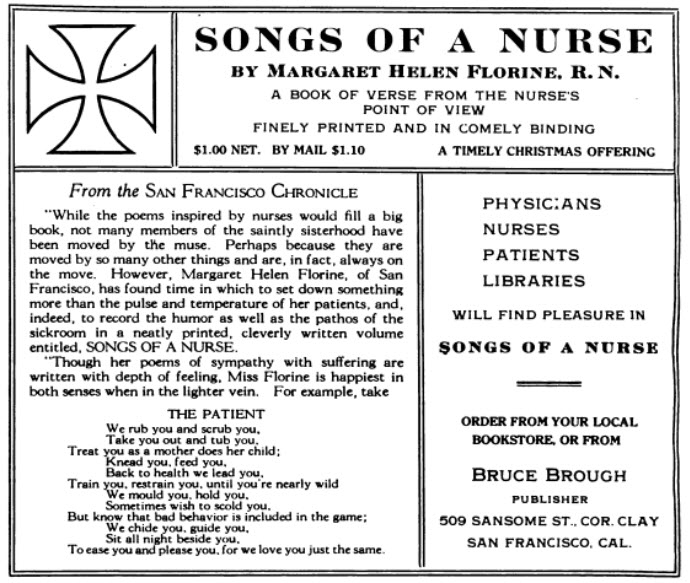 SONGS OF A NURSE
BY MARGARET HELEN FLORINE, R. N.
A BOOK OF VERSE FROM THE NURSE'S
POINT OF VIEW
FINELY PRINTED AND IN COMELY BINDING
$1.00 NET. BY MAIL $1.10 A TIMELY CHRISTMAS OFFERING
From the SAN FRANCISCO CHRONICLE
"While the poems inspired by nurses would fill a big
book, not many members of the saintly sisterhood have
been moved by the muse. Perhaps because they are
moved by so many other things and are, in fact, always on
the move. However, Margaret Helen Florine, of San
Francisco, has found time in which to set down something
more than the pulse and temperature of her patients, and,
indeed, to record the humor as well as the pathos of the
sickroom in a neatly printed, cleverly written volume
entitled, SONGS OF A NURSE.
"Though her poems of sympathy with suffering are
written with depth of feeling, Miss Florine is happiest in
both senses when in the lighter vein. For example, take
THE PATIENT
We rub you and scrub you,
Take you out and tub you,
Treat you as a mother does her child;
Knead you, feed you,
Back to health we lead you,
Train you, restrain you, until you're nearly wild
We mould you, hold you,
Sometimes wish to scold you,
But know that bad behavior is included in the game;
We chide you, guide you,
Sit all night beside you,
To ease you and please you, for we love you just the same.
PHYSICIANS
NURSES
PATIENTS
LIBRARIES
WILL FIND PLEASURE IN
SONGS OF A NURSE
ORDER FROM YOUR LOCAL
BOOKSTORE, OR FROM
BRUCE BROUGH
PUBLISHER
509 SANSOME ST., COR. CLAY
SAN FRANCISCO, CAL.